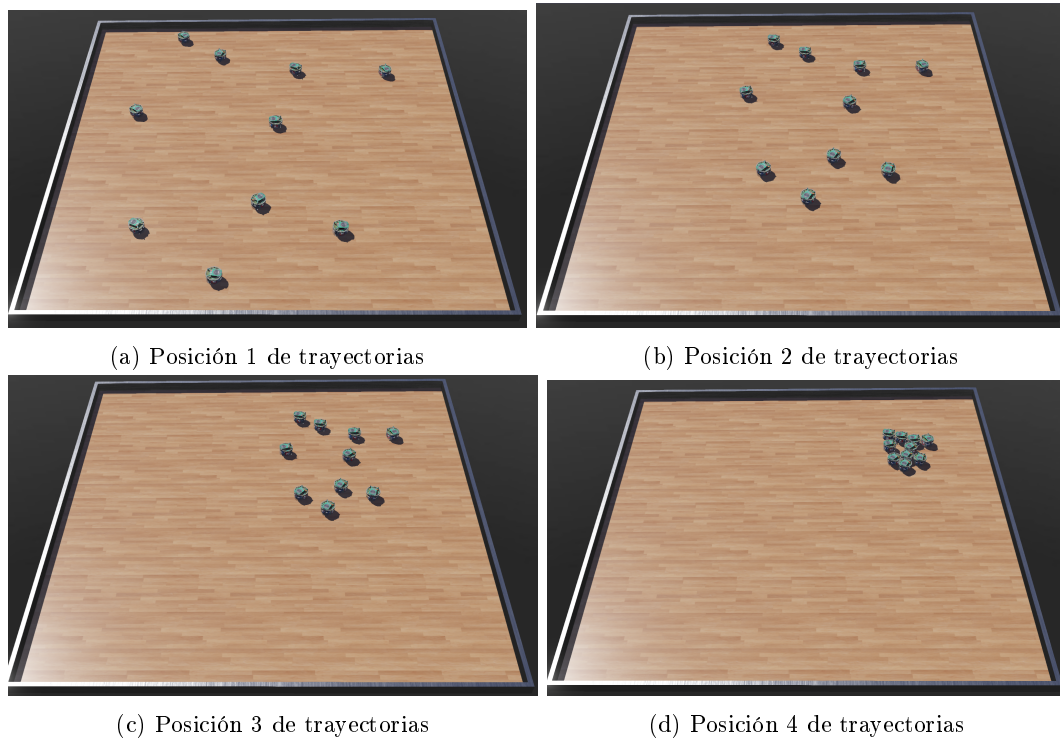 (a) Posición 1 de trayectorias
(b) Posición 2 de trayectorias
(c) Posición 3 de trayectorias
(d) Posición 4 de trayectorias